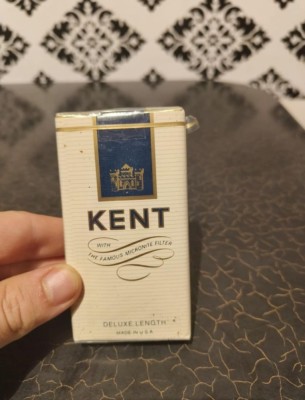 KENT
WITH
THE FAMOUS MICRONITE FILTER
DELUXE LENGTH
MADE IN U.S.A.